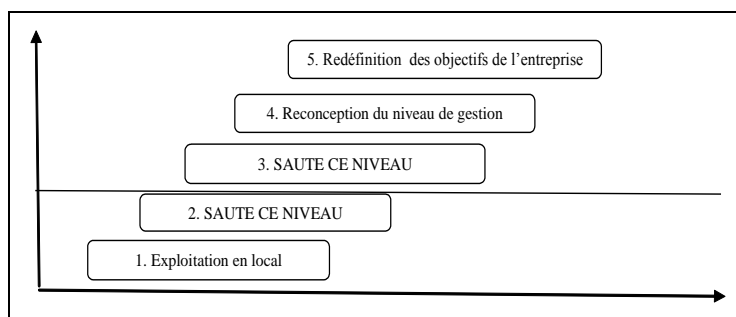 5. Redéfinition des objectifs de l'entreprise
4. Reconception du niveau de gestion
3. SAUTE CE NIVEAU
2. SAUTE CE NIVEAU
1. Exploitation en local